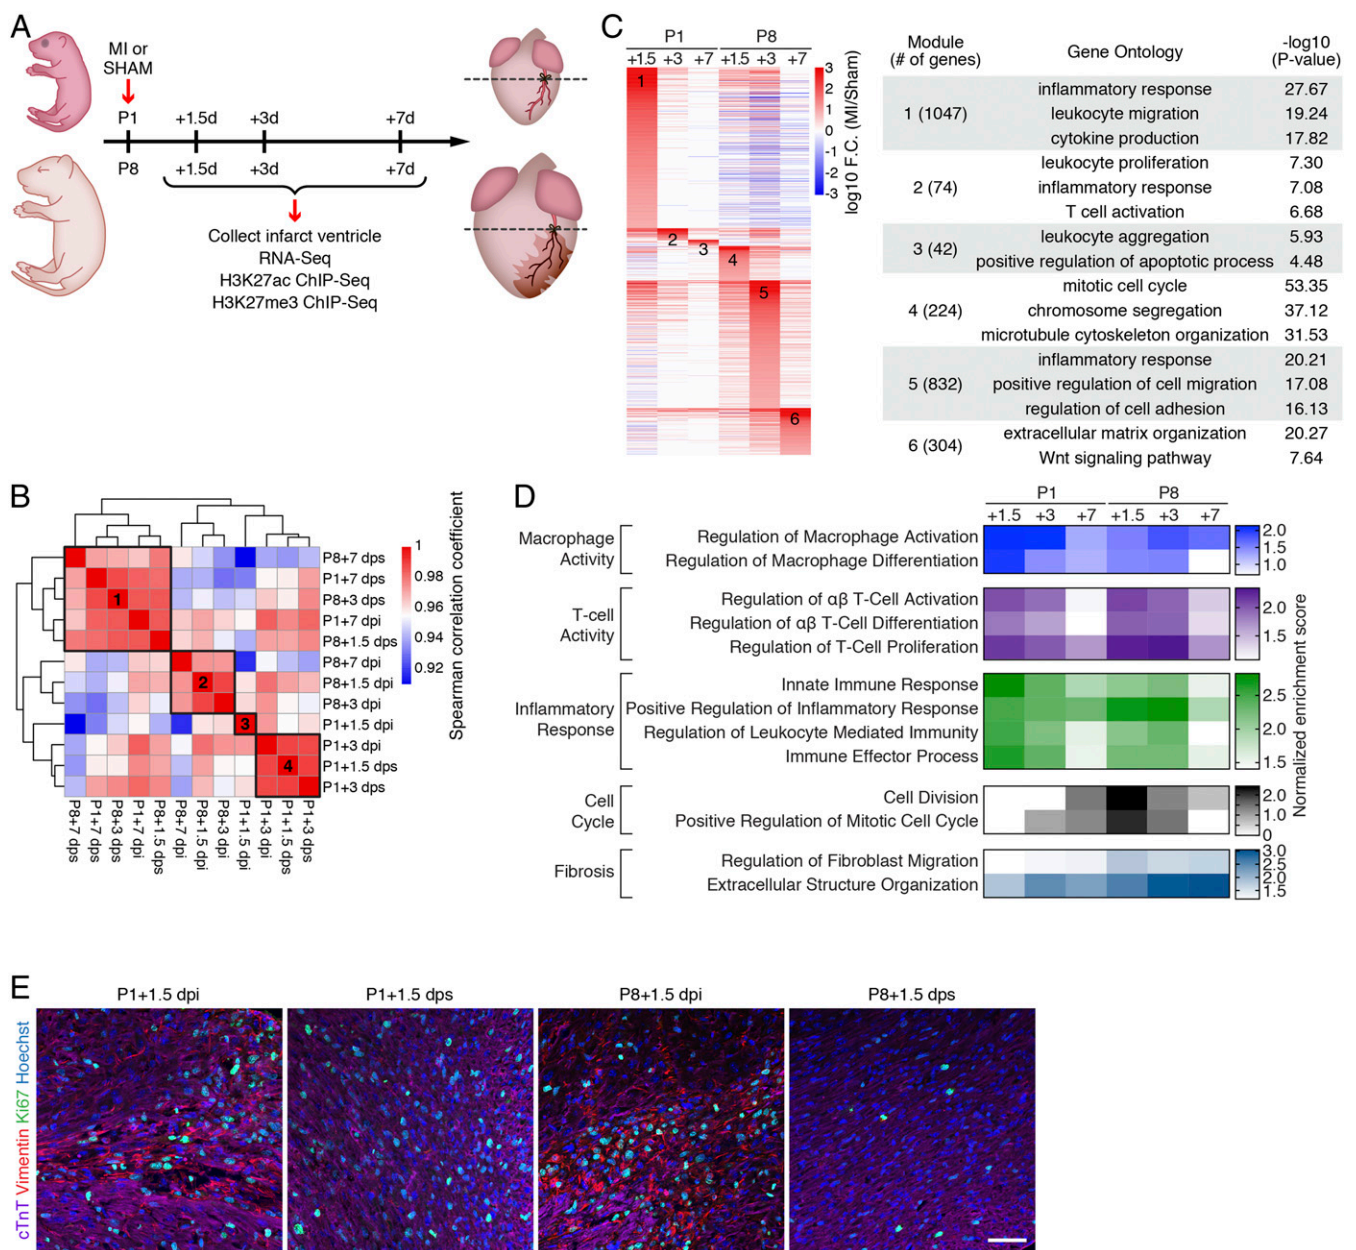 A
MI or
SHAM
P1
+1.5d
+3d
+7d
P8
+1.5d
+3d
+7d
Collect infarct ventricle
RNA-Seq
H3K27ac ChIP-Seq
H3K27me3 ChIP-Seq
C
P1
P8
+1.5
+3
+7
+1.5
+3
+7
1
2
3
4
5
6
3
2
1
0
-1
-2
-3
log10 F.C. (MI/Sham)
Module
(# of genes)
Gene Ontology
-log10
(P-value)
1 (1047)
inflammatory response 27.67
leukocyte migration 19.24
cytokine production 17.82
2 (74)
leukocyte proliferation 7.30
inflammatory response 7.08
T cell activation 6.68
3 (42)
leukocyte aggregation 5.93
positive regulation of apoptotic process 4.48
4 (224)
mitotic cell cycle 53.35
chromosome segregation 37.12
microtubule cytoskeleton organization 31.53
5 (832)
inflammatory response 20.21
positive regulation of cell migration 17.08
regulation of cell adhesion 16.13
6 (304)
extracellular matrix organization 20.27
Wnt signaling pathway 7.64
B
1
2
3
4
P8+7 dps
P1+7 dps
P8+3 dps
P1+7 dpi
P8+1.5 dps
P8+7 dpi
P8+1.5 dpi
P8+3 dpi
P1+1.5 dpi
P1+3 dpi
P1+1.5 dps
P1+3 dps
P8+7 dps
P1+7 dps
P8+3 dps
P1+7 dpi
P8+1.5 dps
P8+7 dpi
P8+1.5 dpi
P8+3 dpi
P1+1.5 dpi
P1+3 dpi
P1+1.5 dps
P1+3 dps
1
0.98
0.96
0.94
0.92
Spearman correlation coefficient
D
P1
P8
+1.5
+3
+7
+1.5
+3
+7
Macrophage
Activity
Regulation of Macrophage Activation
Regulation of Macrophage Differentiation
2.0
1.5
1.0
T-cell
Activity
Regulation of αβ T-Cell Activation
Regulation of αβ T-Cell Differentiation
Regulation of T-Cell Proliferation
2.0
1.5
Inflammatory
Response
Innate Immune Response
Positive Regulation of Inflammatory Response
Regulation of Leukocyte Mediated Immunity
Immune Effector Process
2.5
2.0
1.5
Cell
Cycle
Cell Division
Positive Regulation of Mitotic Cell Cycle
2.0
1.0
0
Fibrosis
Regulation of Fibroblast Migration
Extracellular Structure Organization
3.0
2.5
2.0
1.5
Normalized enrichment score
E
P1+1.5 dpi
P1+1.5 dps
P8+1.5 dpi
P8+1.5 dps
cTnT Vimentin Ki67 Hoechst